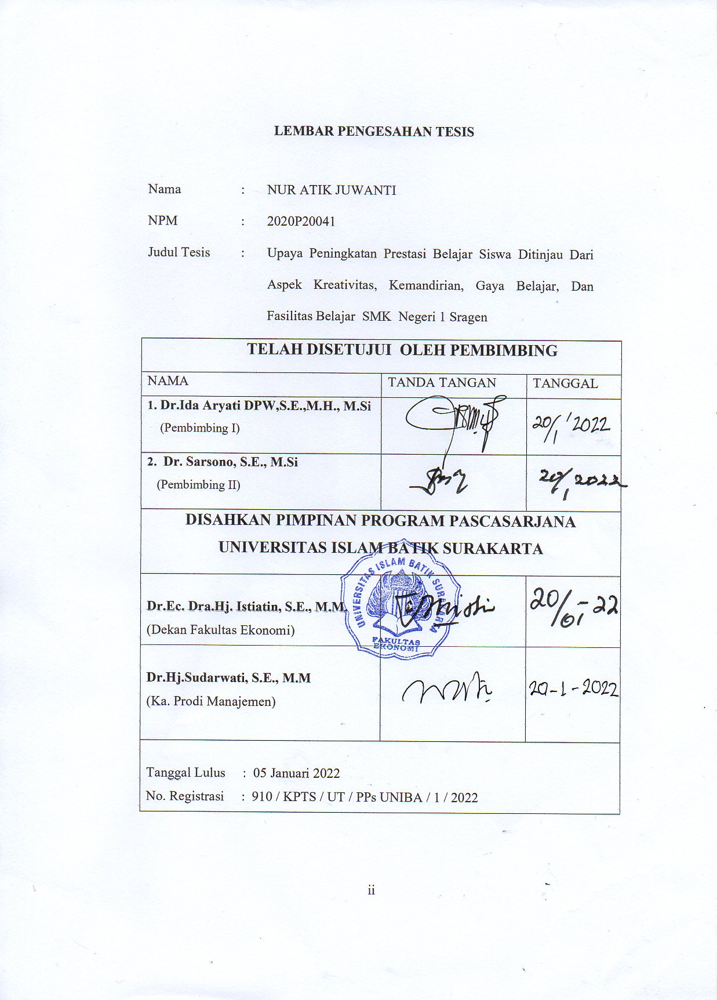 LEMBAR PENGESAHAN TESIS
Nama : NUR ATIK JUWANTI
NPM : 2020P20041
Judul Tesis : Upaya Peningkatan Prestasi Belajar Siswa Ditinjau Dari
Aspek Kreativitas, Kemandirian, Gaya Belajar, Dan
Fasilitas Belajar SMK Negeri 1 Sragen
TELAH DISETUJUI OLEH PEMBIMBING
NAMA TANDA TANGAN TANGGAL
1. Dr.Ida Aryati DPW,S.E.,M.H., M.Si
(Pembimbing I) 20/1/2022
2. Dr. Sarsono, S.E., M.Si
(Pembimbing II) 20/1 2022
DISAHKAN PIMPINAN PROGRAM PASCASARJANA
UNIVERSITAS ISLAM BATIK SURAKARTA
UNIVERSITAS ISLAM BATIK SURAKARTA
Dr.Ec. Dra.Hj. Istiatin, S.E., M.M. 20/01-22
(Dekan Fakultas Ekonomi)
FAKULTAS
EKONOMI
Dr.Hj.Sudarwati, S.E., M.M
(Ka. Prodi Manajemen) 20-1-2022
Tanggal Lulus : 05 Januari 2022
No. Registrasi : 910 / KPTS / UT / PPs UNIBA / 1 / 2022
ii